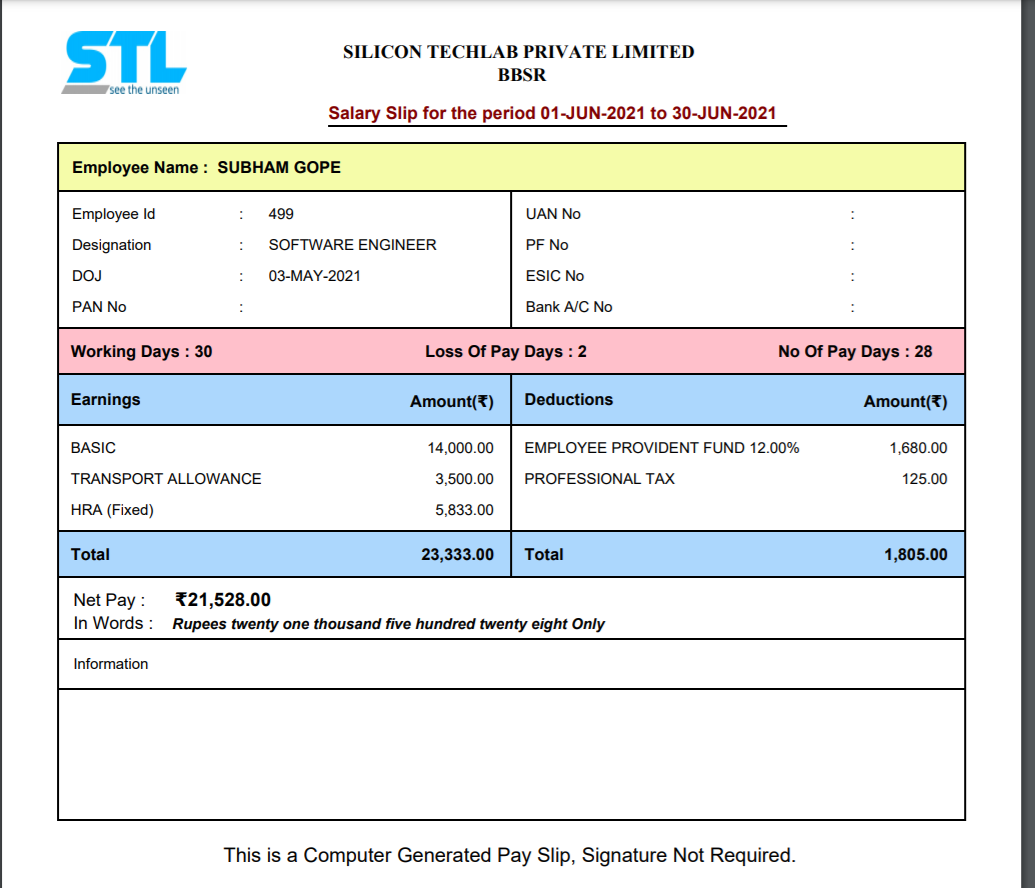 STL
see the unseen
SILICON TECHLAB PRIVATE LIMITED
BBSR
Salary Slip for the period 01-JUN-2021 to 30-JUN-2021
Employee Name : SUBHAM GOPE
Employee Id : 499 UAN No :
Designation : SOFTWARE ENGINEER PF No :
DOJ : 03-MAY-2021 ESIC No :
PAN No : Bank A/C No :
Working Days : 30 Loss Of Pay Days : 2 No Of Pay Days : 28
Earnings Amount(₹) Deductions Amount(₹)
BASIC 14,000.00 EMPLOYEE PROVIDENT FUND 12.00% 1,680.00
TRANSPORT ALLOWANCE 3,500.00 PROFESSIONAL TAX 125.00
HRA (Fixed) 5,833.00
Total 23,333.00 Total 1,805.00
Net Pay : ₹21,528.00
In Words : Rupees twenty one thousand five hundred twenty eight Only
Information
This is a Computer Generated Pay Slip, Signature Not Required.